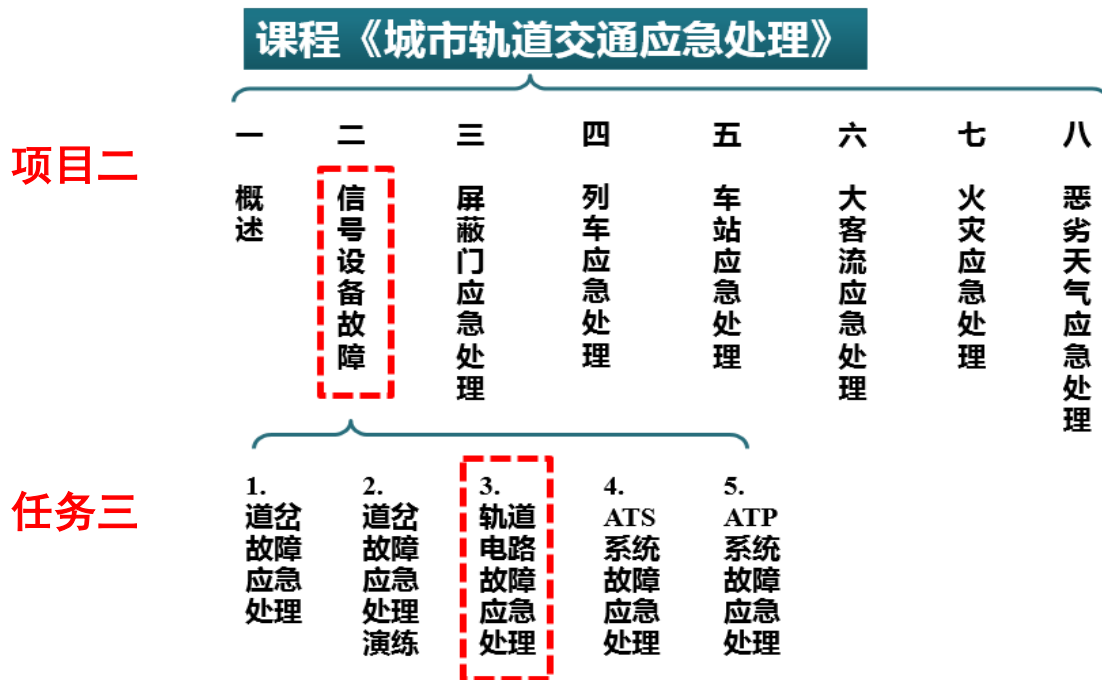 课程《城市轨道交通应急处理》
项目二
一 概述
二 信号设备故障
三 屏蔽门应急处理
四 列车应急处理
五 车站应急处理
六 大客流应急处理
七 火灾应急处理
八 恶劣天气应急处理
任务三
1. 道岔故障应急处理
2. 道岔故障应急处理演练
3. 轨道电路故障应急处理
4. ATS系统故障应急处理
5. ATP系统故障应急处理